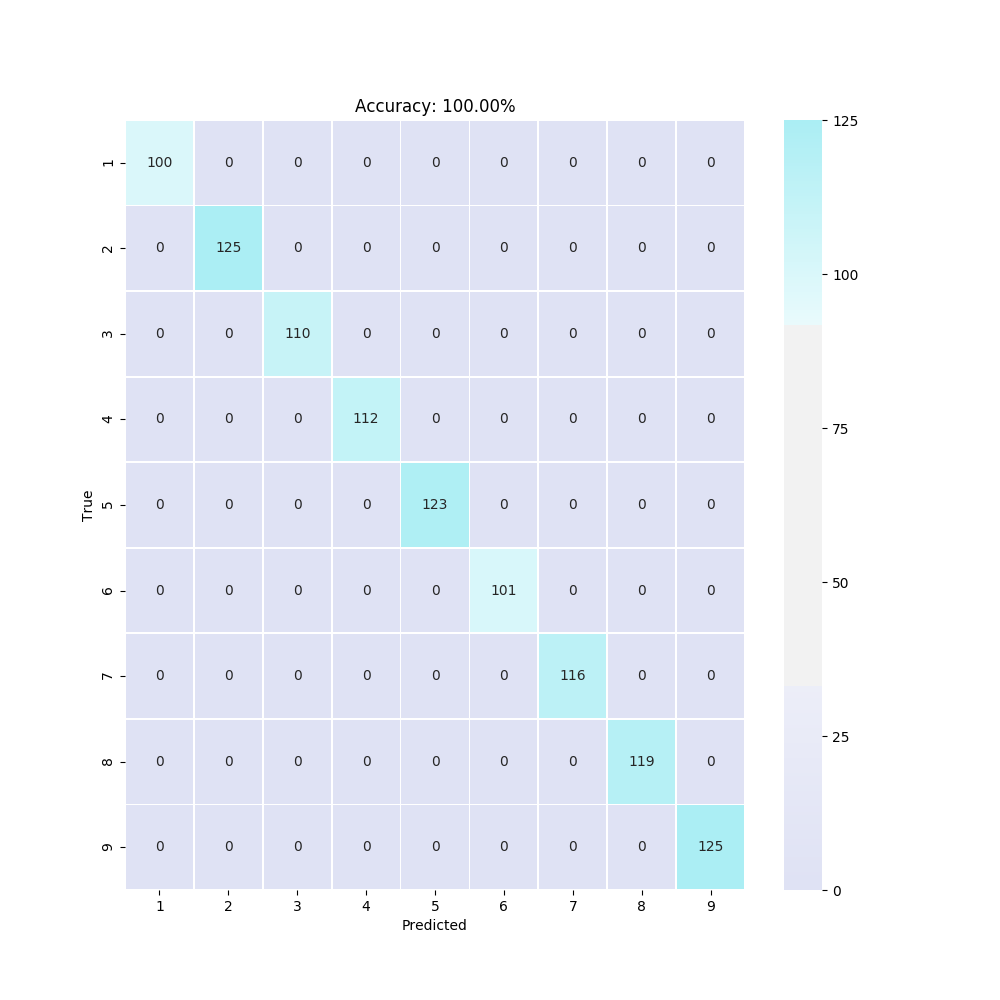 Accuracy: 100.00%
1 100 0 0 0 0 0 0 0 0
2 0 125 0 0 0 0 0 0 0
3 0 0 110 0 0 0 0 0 0
4 0 0 0 112 0 0 0 0 0
5 0 0 0 0 123 0 0 0 0
6 0 0 0 0 0 101 0 0 0
7 0 0 0 0 0 0 116 0 0
8 0 0 0 0 0 0 0 119 0
9 0 0 0 0 0 0 0 0 125
True
1 2 3 4 5 6 7 8 9
Predicted
125
100
75
50
25
0